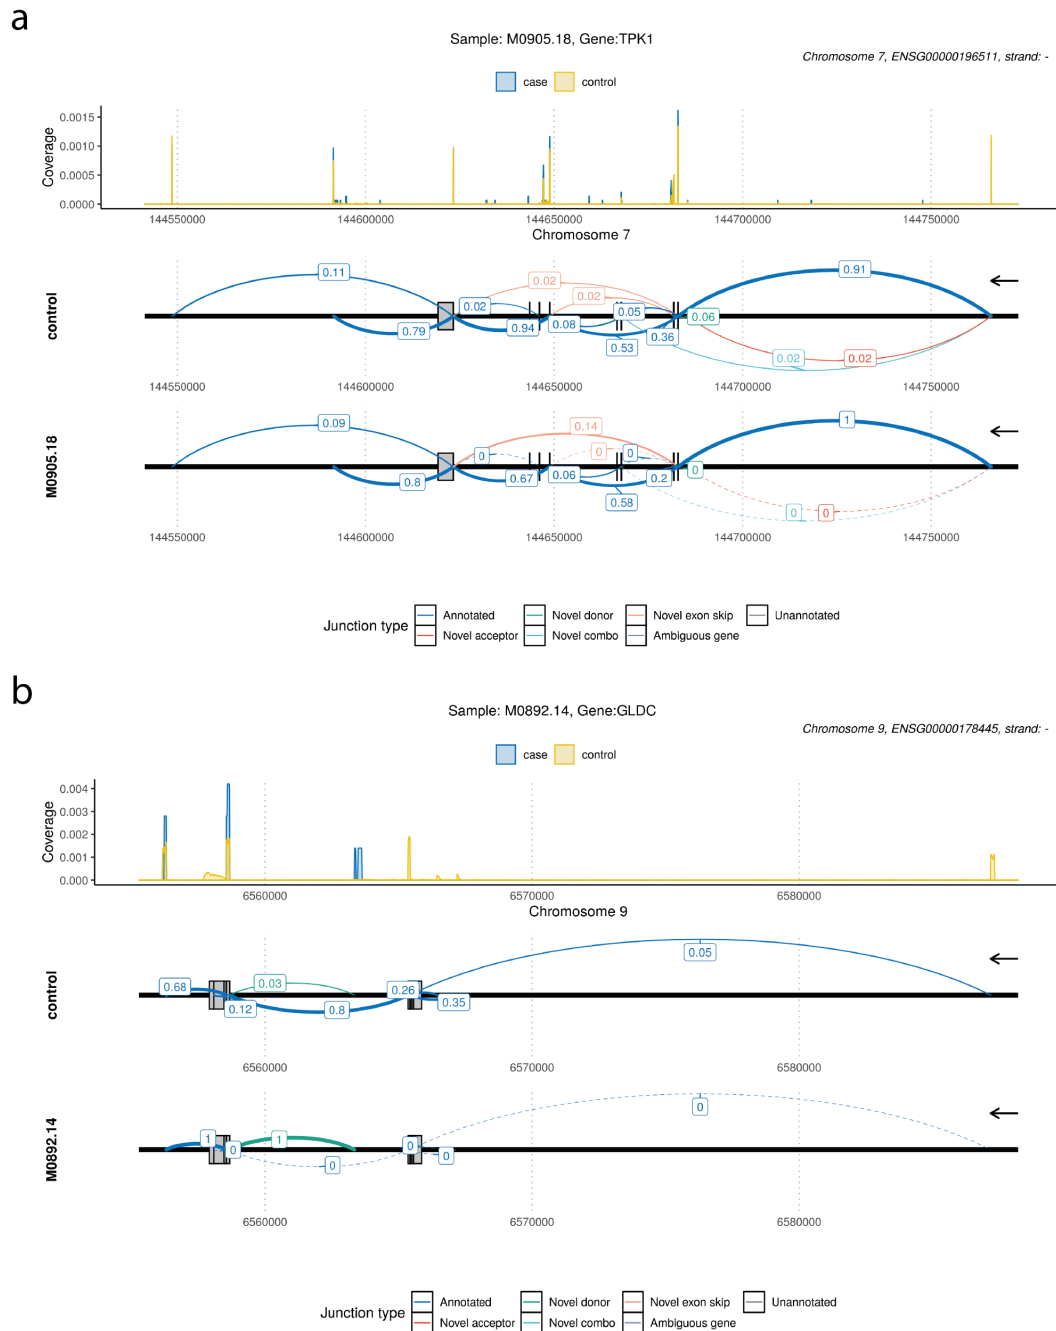 a
Sample: M0905.18, Gene:TPK1
Chromosome 7, ENSG00000196511, strand: -
case control
Coverage
0.0015
0.0010
0.0005
0.0000
144550000 144600000 144650000 144700000 144750000
Chromosome 7
control
0.11 0.79 0.02 0.94 0.02 0.02 0.08 0.05 0.53 0.36 0.06 0.91 0.02 0.02
144550000 144600000 144650000 144700000 144750000
M0905.18
0.09 0.8 0 0.67 0.14 0 0.06 0 0.58 0.2 0 1 0 0
144550000 144600000 144650000 144700000 144750000
Junction type
Annotated Novel donor Novel exon skip Unannotated
Novel acceptor Novel combo Ambiguous gene
b
Sample: M0892.14, Gene:GLDC
Chromosome 9, ENSG00000178445, strand: -
case control
Coverage
0.004
0.003
0.002
0.001
0.000
6560000 6570000 6580000
Chromosome 9
control
0.68 0.12 0.03 0.8 0.26 0.35 0.05
6560000 6570000 6580000
M0892.14
1 0 1 0 0 0 0
6560000 6570000 6580000
Junction type
Annotated Novel donor Novel exon skip Unannotated
Novel acceptor Novel combo Ambiguous gene